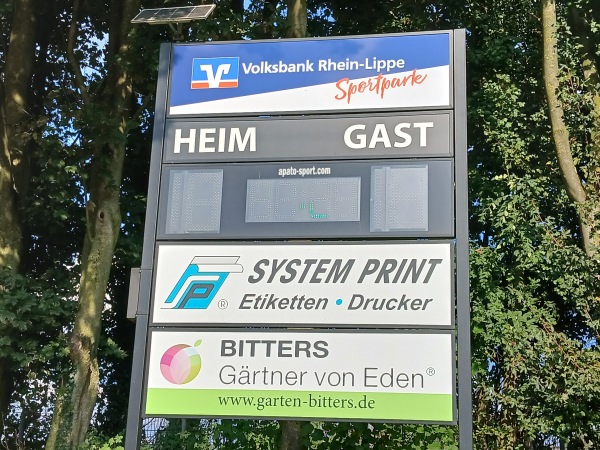 Volksbank Rhein-Lippe
Sportpark
HEIM GAST
apato-sport.com
SYSTEM PRINT
Etiketten • Drucker
BITTERS
Gärtner von Eden®
www.garten-bitters.de